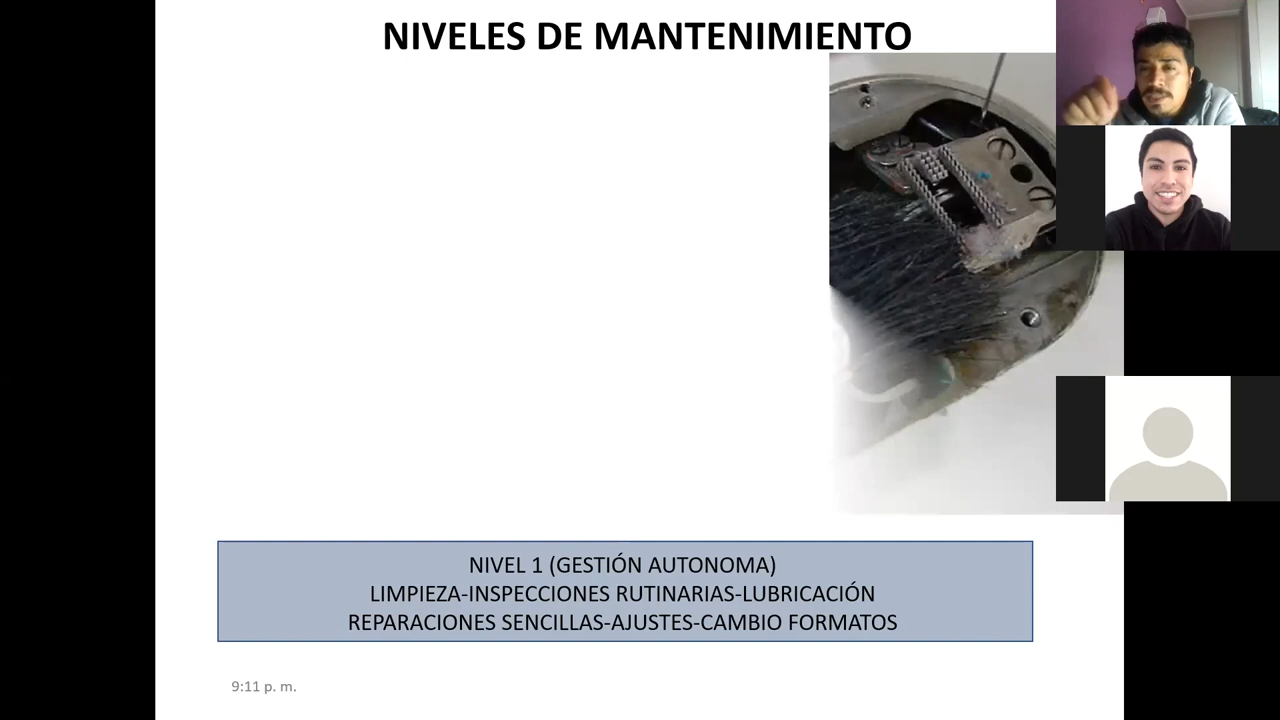 NIVELES DE MANTENIMIENTO
NIVEL 1 (GESTIÓN AUTONOMA)
LIMPIEZA-INSPECCIONES RUTINARIAS-LUBRICACIÓN
REPARACIONES SENCILLAS-AJUSTES-CAMBIO FORMATOS
9:11 p. m.